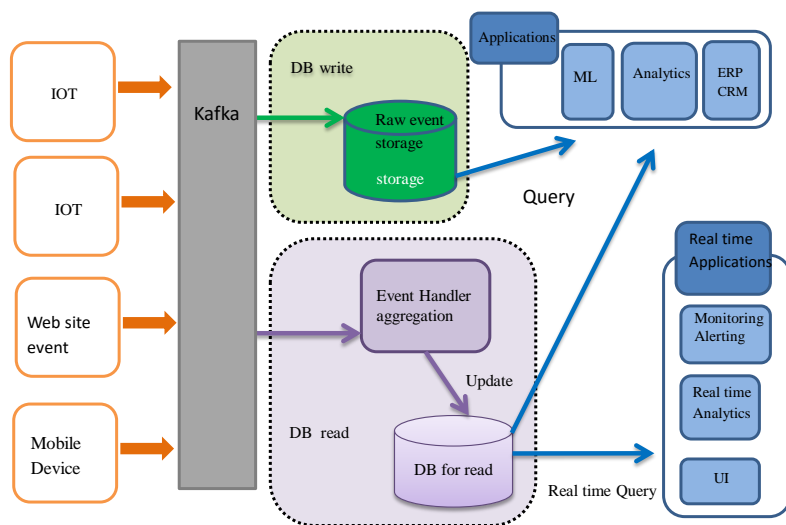 IOT
IOT
Web site
event
Mobile
Device
Kafka
DB write
Raw event
storage
storage
Event Handler
aggregation
Update
DB read
DB for read
Query
Real time Query
Applications
ML
Analytics
ERP
CRM
Real time
Applications
Monitoring
Alerting
Real time
Analytics
UI